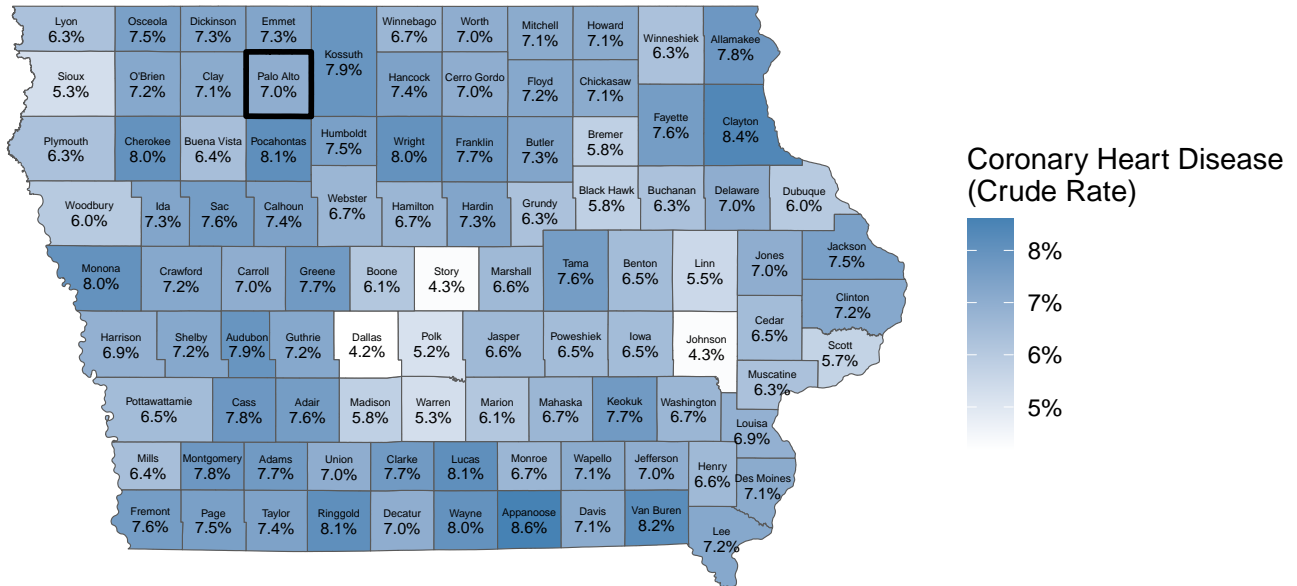 Lyon
6.3%
Osceola
7.5%
Dickinson
7.3%
Emmet
7.3%
Kossuth
7.9%
Winnebago
6.7%
Worth
7.0%
Mitchell
7.1%
Howard
7.1%
Winneshiek
6.3%
Allamakee
7.8%
Sioux
5.3%
O'Brien
7.2%
Clay
7.1%
Palo Alto
7.0%
Hancock
7.4%
Cerro Gordo
7.0%
Floyd
7.2%
Chickasaw
7.1%
Fayette
7.6%
Clayton
8.4%
Plymouth
6.3%
Cherokee
8.0%
Buena Vista
6.4%
Pocahontas
8.1%
Humboldt
7.5%
Wright
8.0%
Franklin
7.7%
Butler
7.3%
Bremer
5.8%
Woodbury
6.0%
Ida
7.3%
Sac
7.6%
Calhoun
7.4%
Webster
6.7%
Hamilton
6.7%
Hardin
7.3%
Grundy
6.3%
Black Hawk
5.8%
Buchanan
6.3%
Delaware
7.0%
Dubuque
6.0%
Monona
8.0%
Crawford
7.2%
Carroll
7.0%
Greene
7.7%
Boone
6.1%
Story
4.3%
Marshall
6.6%
Tama
7.6%
Benton
6.5%
Linn
5.5%
Jones
7.0%
Jackson
7.5%
Clinton
7.2%
Harrison
6.9%
Shelby
7.2%
Audubon
7.9%
Guthrie
7.2%
Dallas
4.2%
Polk
5.2%
Jasper
6.6%
Poweshiek
6.5%
Iowa
6.5%
Johnson
4.3%
Cedar
6.5%
Scott
5.7%
Muscatine
6.3%
Pottawattamie
6.5%
Cass
7.8%
Adair
7.6%
Madison
5.8%
Warren
5.3%
Marion
6.1%
Mahaska
6.7%
Keokuk
7.7%
Washington
6.7%
Louisa
6.9%
Mills
6.4%
Montgomery
7.8%
Adams
7.7%
Union
7.0%
Clarke
7.7%
Lucas
8.1%
Monroe
6.7%
Wapello
7.1%
Jefferson
7.0%
Henry
6.6%
Des Moines
7.1%
Fremont
7.6%
Page
7.5%
Taylor
7.4%
Ringgold
8.1%
Decatur
7.0%
Wayne
8.0%
Appanoose
8.6%
Davis
7.1%
Van Buren
8.2%
Lee
7.2%
Coronary Heart Disease
(Crude Rate)
8%
7%
6%
5%